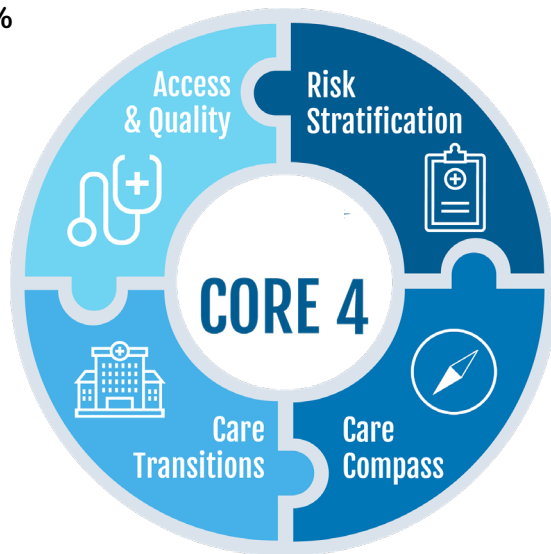 %
Access
& Quality
Risk
Stratification
CORE 4
Care
Transitions
Care
Compass